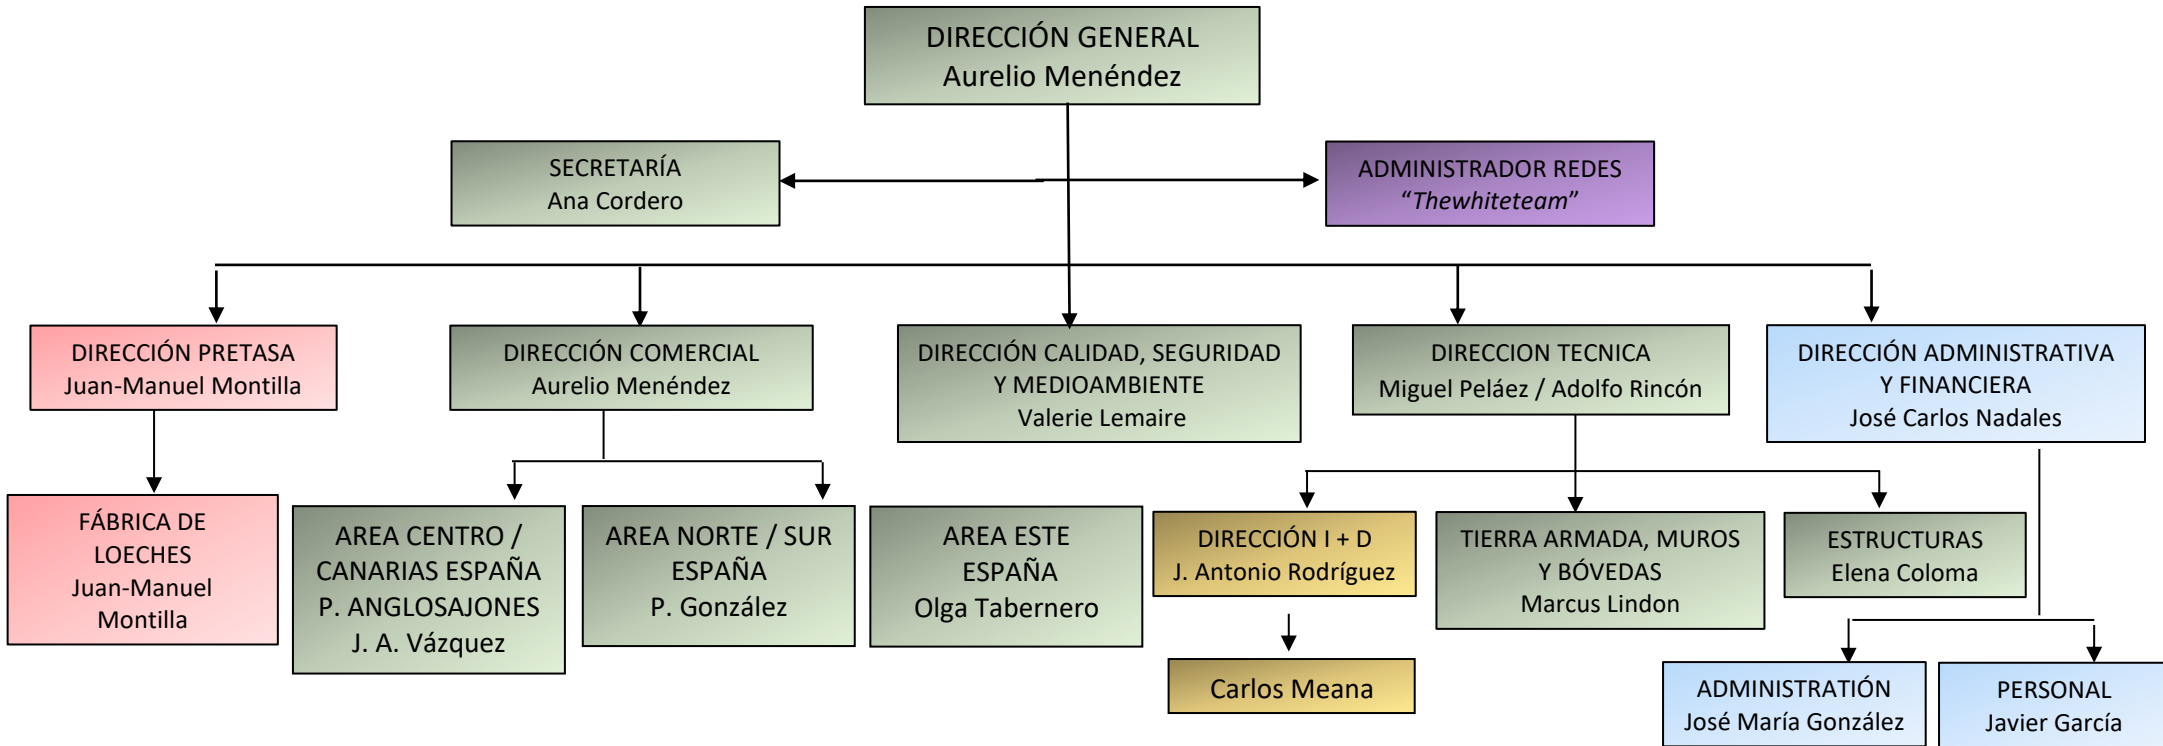 DIRECCIÓN GENERAL
Aurelio Menéndez
SECRETARÍA
Ana Cordero
ADMINISTRADOR REDES
“Thewhiteteam”
DIRECCIÓN PRETASA
Juan-Manuel Montilla
DIRECCIÓN COMERCIAL
Aurelio Menéndez
DIRECCIÓN CALIDAD, SEGURIDAD
Y MEDIOAMBIENTE
Valerie Lemaire
DIRECCION TECNICA
Miguel Peláez / Adolfo Rincón
DIRECCIÓN ADMINISTRATIVA
Y FINANCIERA
José Carlos Nadales
FÁBRICA DE
LOECHES
Juan-Manuel
Montilla
AREA CENTRO /
CANARIAS ESPAÑA
P. ANGLOSAJONES
J. A. Vázquez
AREA NORTE / SUR
ESPAÑA
P. González
AREA ESTE
ESPAÑA
Olga Tabernero
DIRECCIÓN I + D
J. Antonio Rodríguez
TIERRA ARMADA, MUROS
Y BÓVEDAS
Marcus Lindon
ESTRUCTURAS
Elena Coloma
Carlos Meana
ADMINISTRATIÓN
José María González
PERSONAL
Javier García